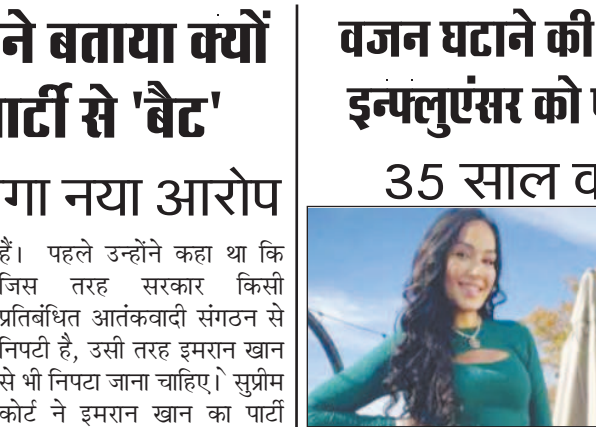 ने बताया क्यों
पार्टी से 'बैट'
नया आरोप
हैं। पहले उन्होंने कहा था कि
जिस तरह सरकार किसी
प्रतिबंधित आतंकवादी संगठन से
निपटी है, उसी तरह इमरान खान
से भी निपटा जाना चाहिए। सुप्रीम
कोर्ट ने इमरान खान का पार्टी
वजन घटाने की
इन्फ्लुएंसर को
35 साल